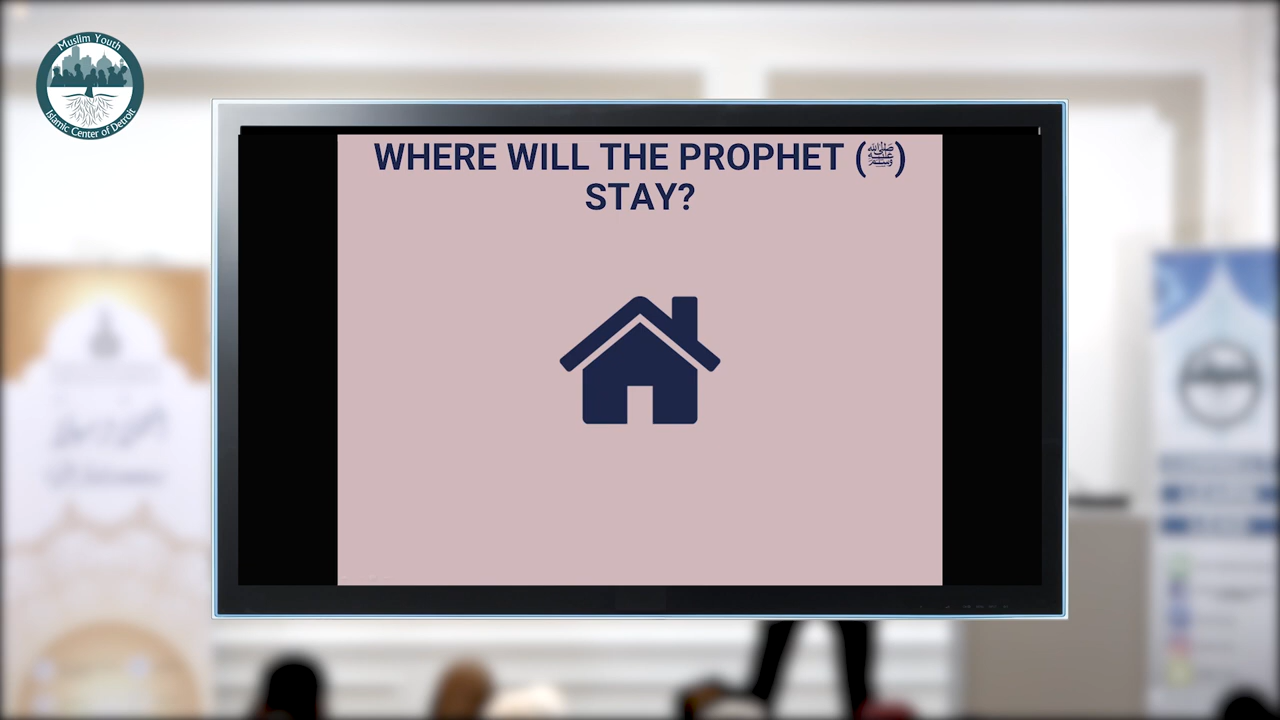 Muslim Youth
Islamic Center of Detroit
WHERE WILL THE PROPHET (ﷺ)
STAY?